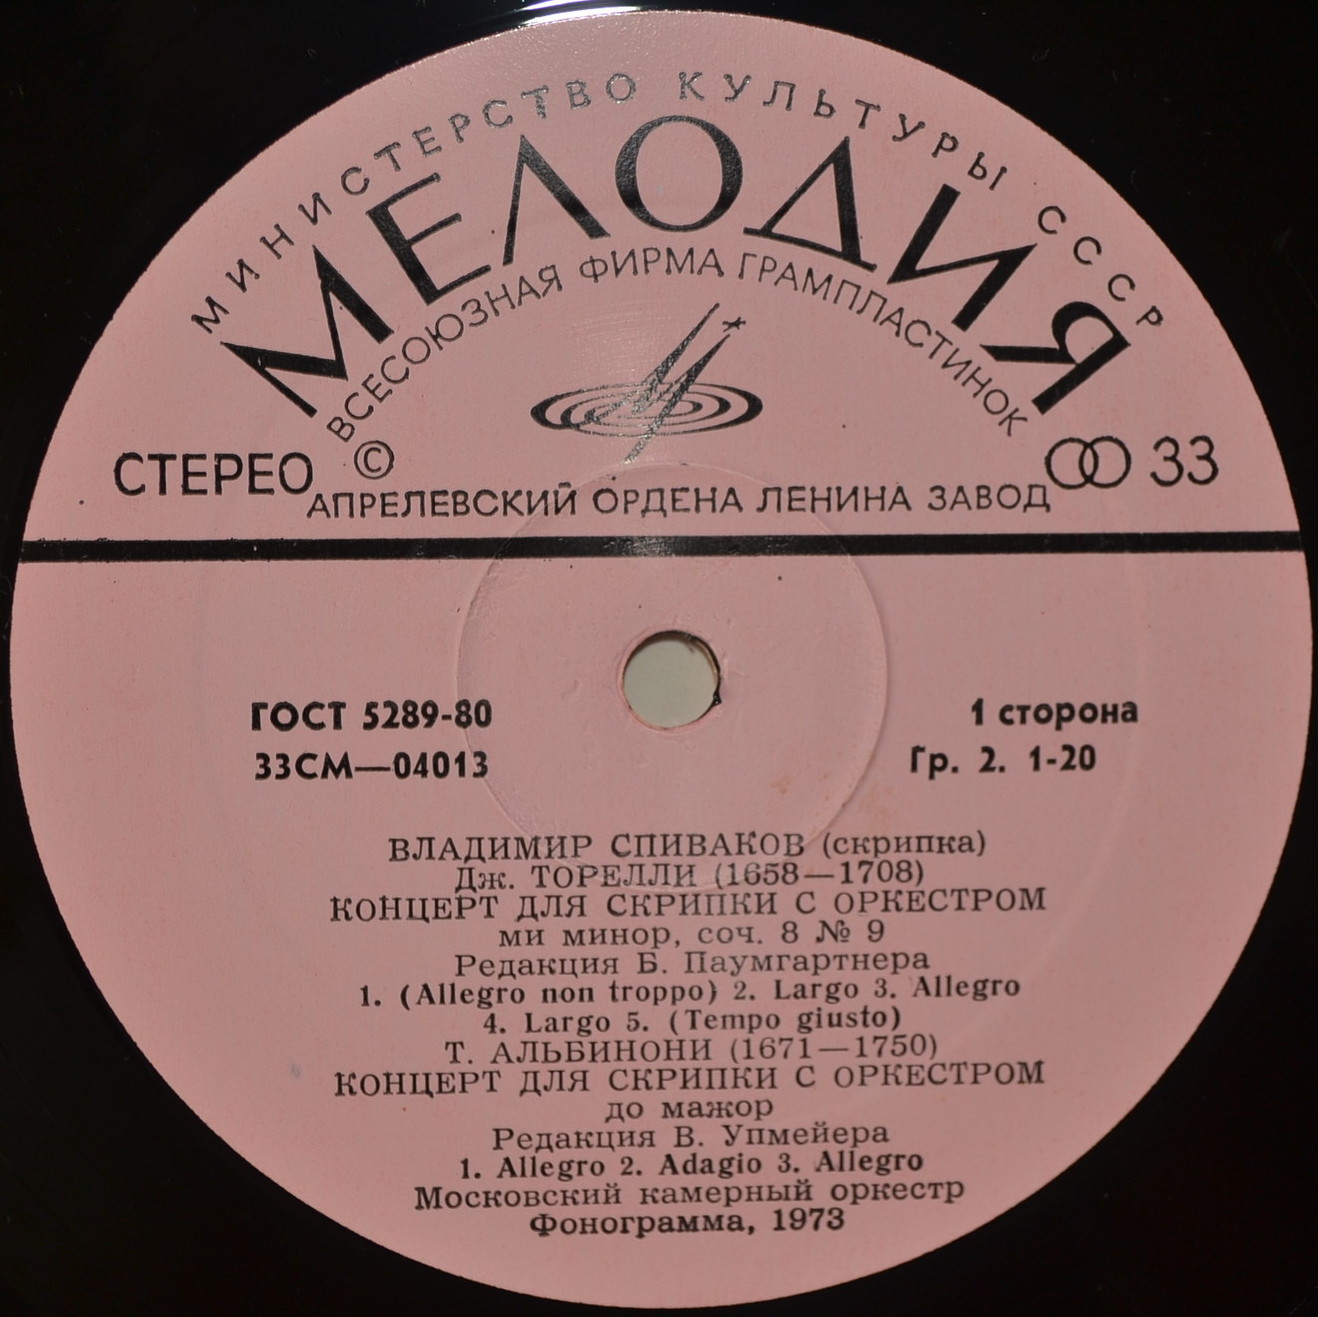 МИНИСТЕРСТВО КУЛЬТУРЫ СССР
МЕЛОДИЯ
ВСЕСОЮЗНАЯ ФИРМА ГРАМПЛАСТИНОК
СТЕРЕО © 33
АПРЕЛЕВСКИЙ ОРДЕНА ЛЕНИНА ЗАВОД
ГОСТ 5289-80
33СМ—04013
1 сторона
Гр. 2. 1-20
ВЛАДИМИР СПИВАКОВ (скрипка)
Дж. ТОРЕЛЛИ (1658—1708)
КОНЦЕРТ ДЛЯ СКРИПКИ С ОРКЕСТРОМ
ми минор, соч. 8 № 9
Редакция Б. Паумгартнера
1. (Allegro non troppo) 2. Largo 3. Allegro
4. Largo 5. (Tempo giusto)
Т. АЛЬБИНОНИ (1671—1750)
КОНЦЕРТ ДЛЯ СКРИПКИ С ОРКЕСТРОМ
до мажор
Редакция В. Упмейера
1. Allegro 2. Adagio 3. Allegro
Московский камерный оркестр
Фонограмма, 1973